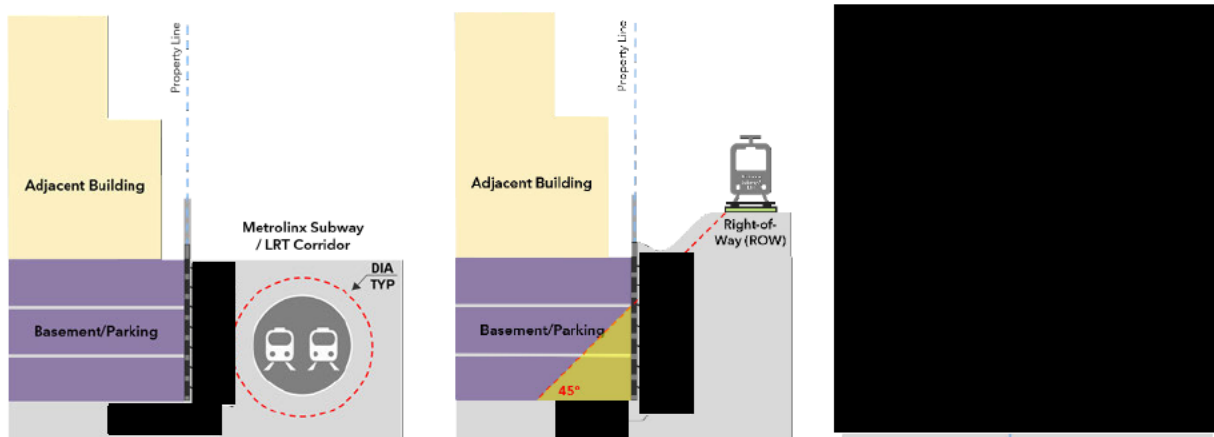 Property Line
Adjacent Building
Metrolinx Subway
/ LRT Corridor
DIA
TYP
Basement/Parking
Property Line
Adjacent Building
Right-of-
Way (ROW)
Basement/Parking
45°